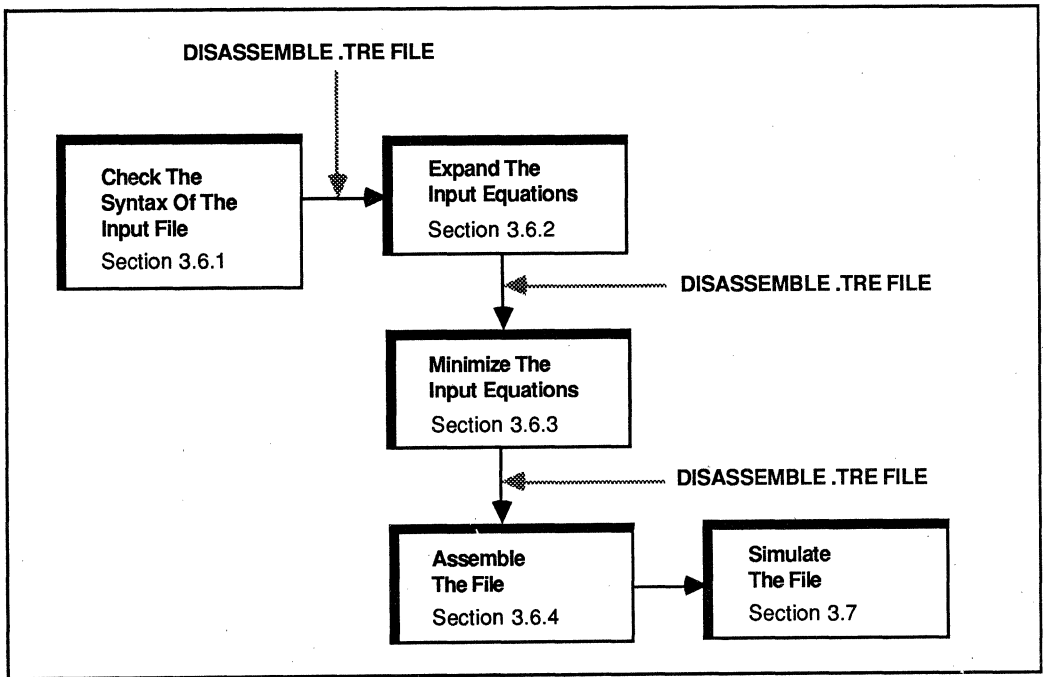 DISASSEMBLE .TRE FILE
Check The
Syntax Of The
Input File
Section 3.6.1
Expand The
Input Equations
Section 3.6.2
DISASSEMBLE .TRE FILE
Minimize The
Input Equations
Section 3.6.3
DISASSEMBLE .TRE FILE
Assemble
The File
Section 3.6.4
Simulate
The File
Section 3.7